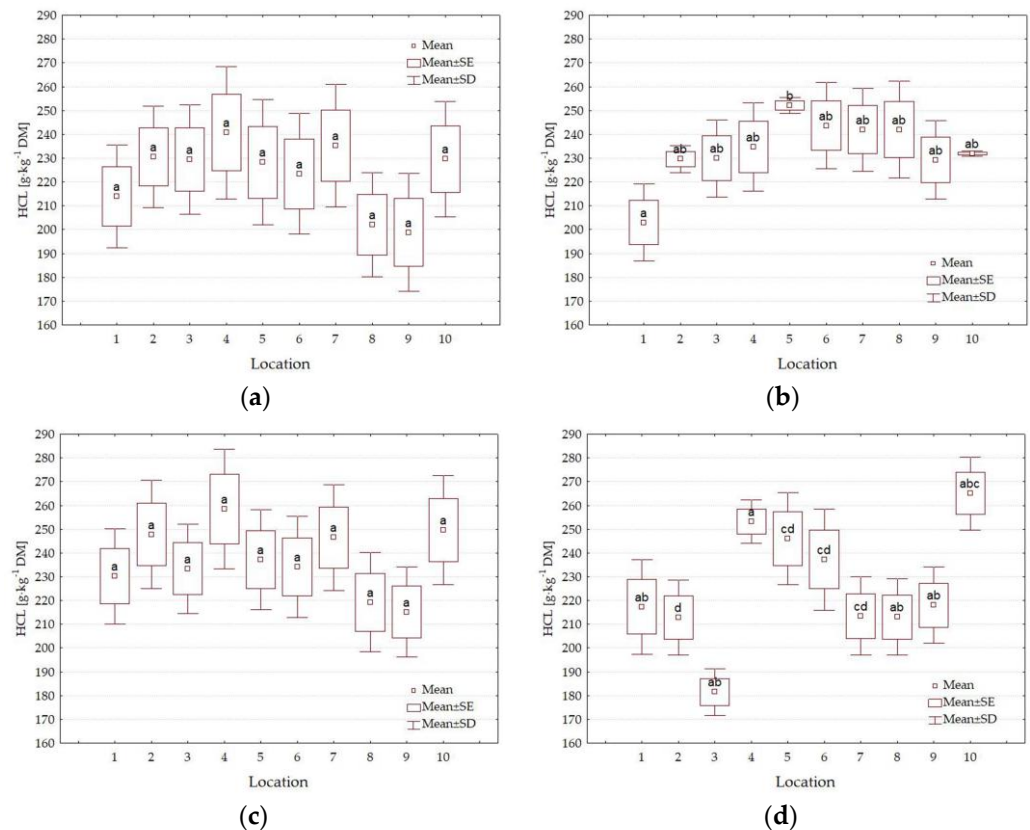 290
280
270
260
250
240
230
220
210
200
190
180
170
160
HCL [g·kg⁻¹ DM]
Mean
Mean±SE
Mean±SD
a a a a a a a a a a
1 2 3 4 5 6 7 8 9 10
Location
(a)
290
280
270
260
250
240
230
220
210
200
190
180
170
160
HCL [g·kg⁻¹ DM]
a ab ab ab b ab ab ab ab ab
Mean
Mean±SE
Mean±SD
1 2 3 4 5 6 7 8 9 10
Location
(b)
290
280
270
260
250
240
230
220
210
200
190
180
170
160
HCL [g·kg⁻¹ DM]
a a a a a a a a a a
Mean
Mean±SE
Mean±SD
1 2 3 4 5 6 7 8 9 10
Location
(c)
290
280
270
260
250
240
230
220
210
200
190
180
170
160
HCL [g·kg⁻¹ DM]
ab d ab a cd cd cd ab ab abc
Mean
Mean±SE
Mean±SD
1 2 3 4 5 6 7 8 9 10
Location
(d)